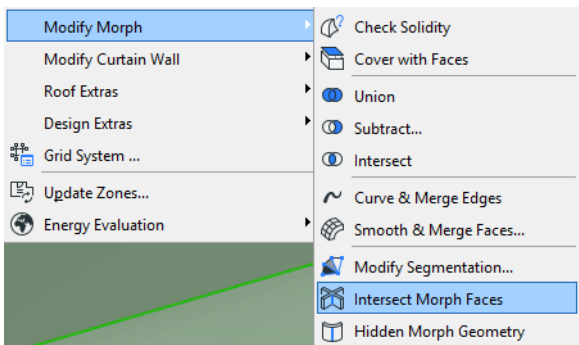 Modify Morph
Modify Curtain Wall
Roof Extras
Design Extras
Grid System ...
Update Zones...
Energy Evaluation
Check Solidity
Cover with Faces
Union
Subtract...
Intersect
Curve & Merge Edges
Smooth & Merge Faces...
Modify Segmentation...
Intersect Morph Faces
Hidden Morph Geometry